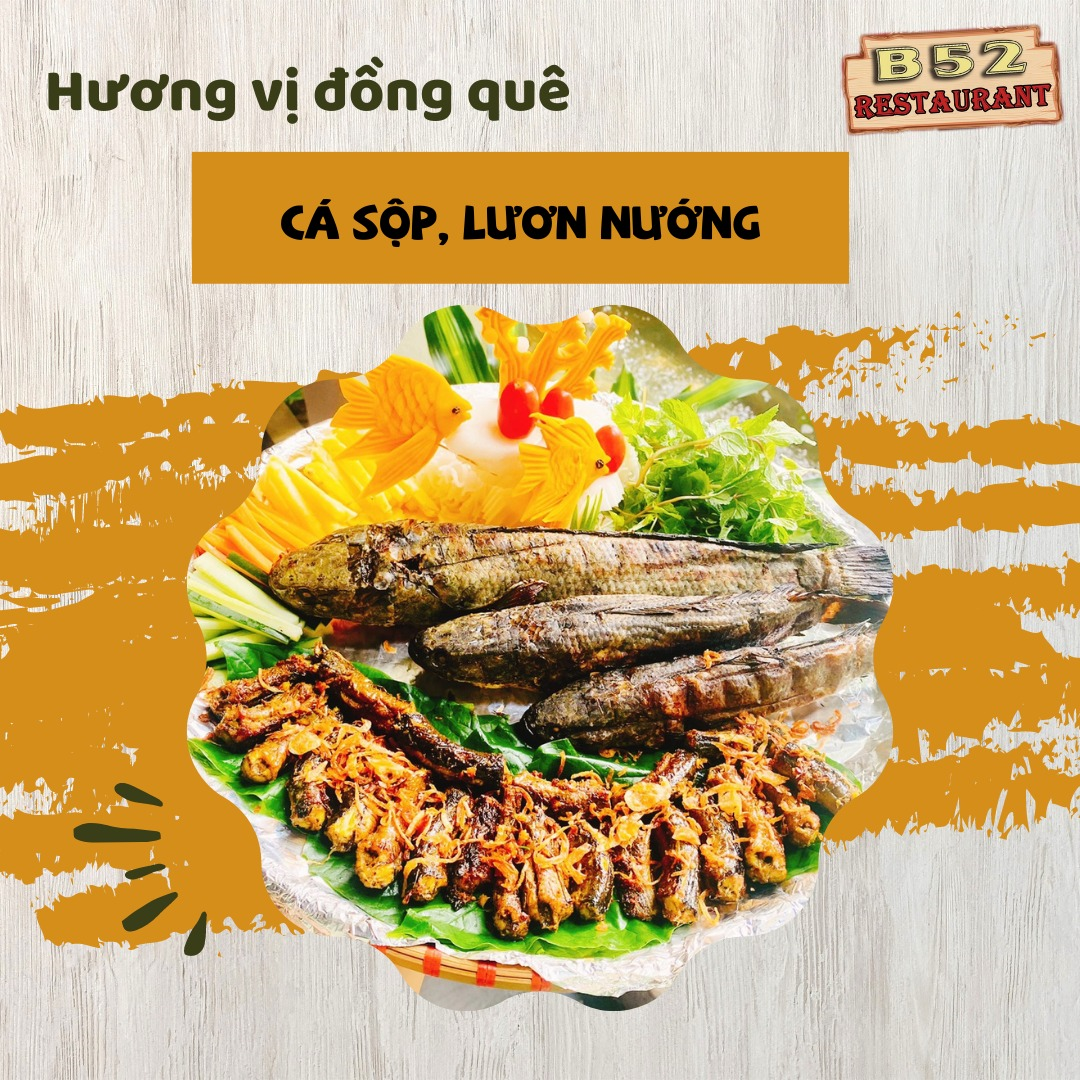 Hương vị đồng quê
B52
RESTAURANT
CÁ SỘP, LƯƠN NƯỚNG